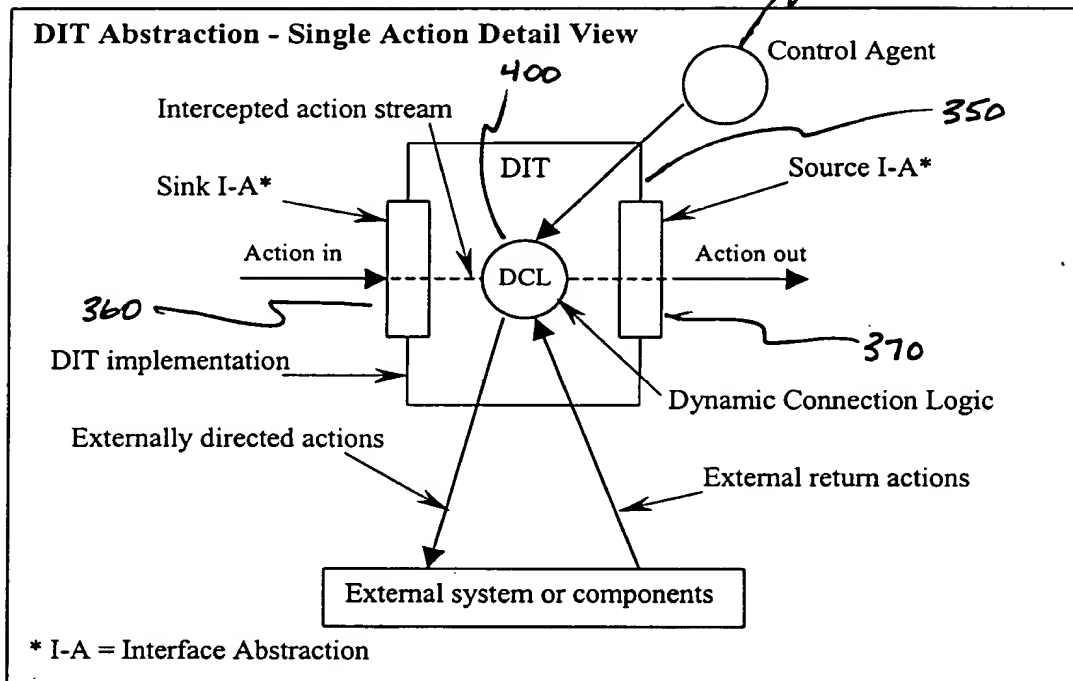 DIT Abstraction - Single Action Detail View
Control Agent
400
Intercepted action stream
350
DIT
Sink I-A*
Source I-A*
Action in
DCL
Action out
360
370
DIT implementation
Dynamic Connection Logic
Externally directed actions
External return actions
External system or components
* I-A = Interface Abstraction